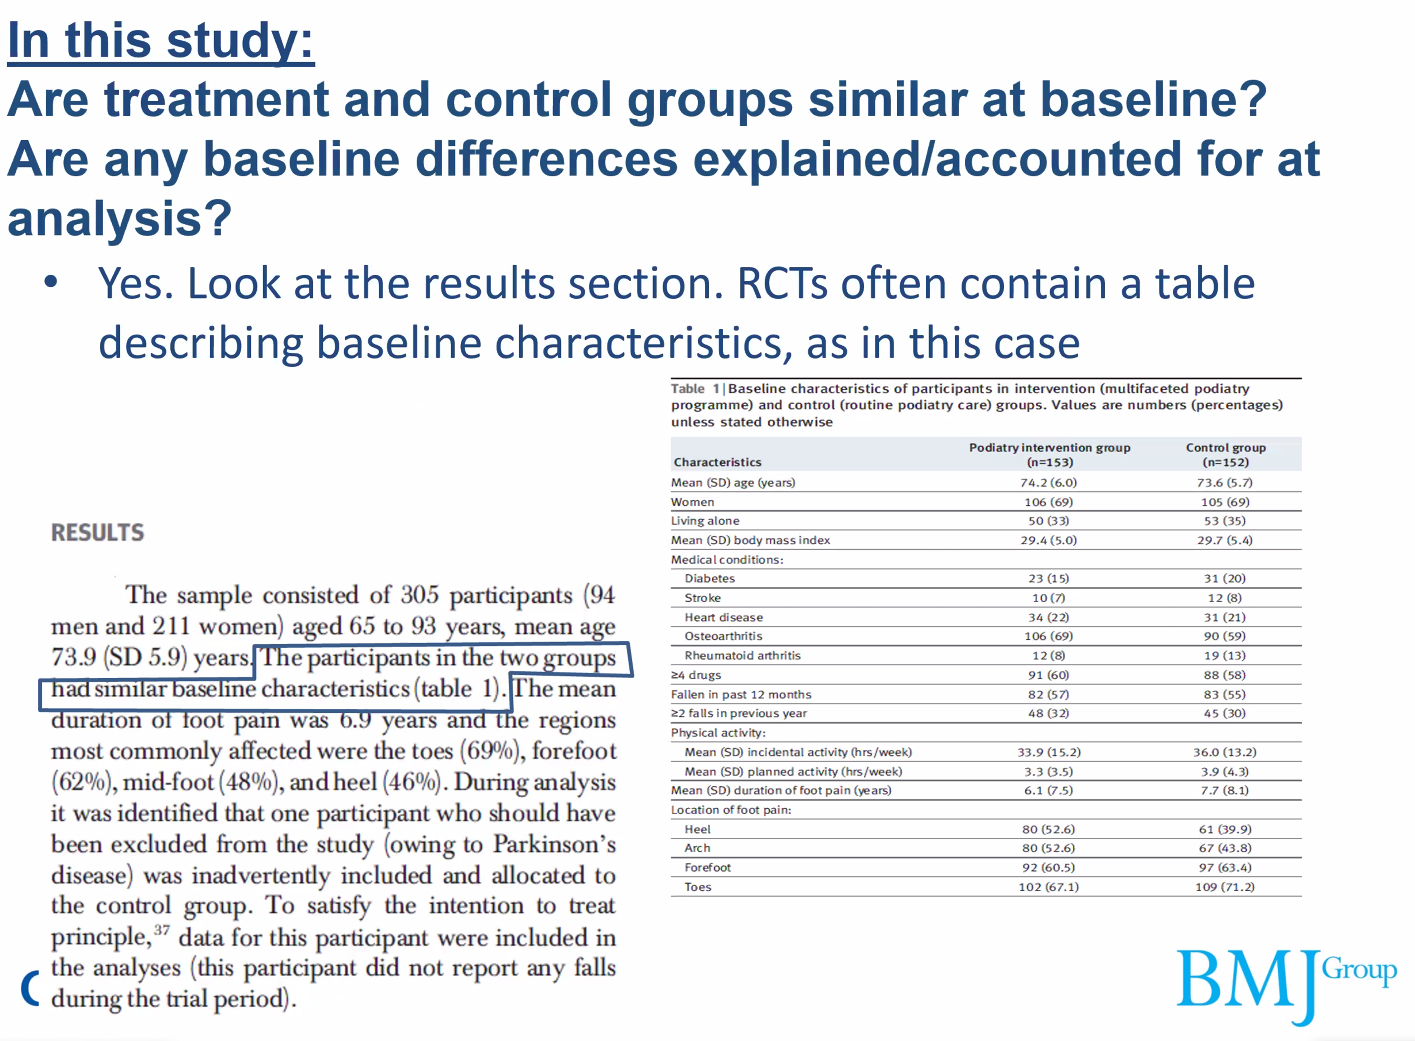 In this study:
Are treatment and control groups similar at baseline?
Are any baseline differences explained/accounted for at
analysis?
• Yes. Look at the results section. RCTs often contain a table
describing baseline characteristics, as in this case
RESULTS
The sample consisted of 305 participants (94
men and 211 women) aged 65 to 93 years, mean age
73.9 (SD 5.9) years. The participants in the two groups
had similar baseline characteristics (table 1). The mean
duration of foot pain was 6.9 years and the regions
most commonly affected were the toes (69%), forefoot
(62%), mid-foot (48%), and heel (46%). During analysis
it was identified that one participant who should have
been excluded from the study (owing to Parkinson's
disease) was inadvertently included and allocated to
the control group. To satisfy the intention to treat
principle,37 data for this participant were included in
the analyses (this participant did not report any falls
during the trial period).
Table 1 | Baseline characteristics of participants in intervention (multifaceted podiatry
programme) and control (routine podiatry care) groups. Values are numbers (percentages)
unless stated otherwise
Podiatry intervention group Control group
Characteristics (n=153) (n=152)
Mean (SD) age (years) 74.2 (6.0) 73.6 (5.7)
Women 106 (69) 105 (69)
Living alone 50 (33) 53 (35)
Mean (SD) body mass index 29.4 (5.0) 29.7 (5.4)
Medical conditions:
Diabetes 23 (15) 31 (20)
Stroke 10 (7) 12 (8)
Heart disease 34 (22) 31 (21)
Osteoarthritis 106 (69) 90 (59)
Rheumatoid arthritis 12 (8) 19 (13)
≥4 drugs 91 (60) 88 (58)
Fallen in past 12 months 82 (57) 83 (55)
≥2 falls in previous year 48 (32) 45 (30)
Physical activity:
Mean (SD) incidental activity (hrs/week) 33.9 (15.2) 36.0 (13.2)
Mean (SD) planned activity (hrs/week) 3.3 (3.5) 3.9 (4.3)
Mean (SD) duration of foot pain (years) 6.1 (7.5) 7.7 (8.1)
Location of foot pain:
Heel 80 (52.6) 61 (39.9)
Arch 80 (52.6) 67 (43.8)
Forefoot 92 (60.5) 97 (63.4)
Toes 102 (67.1) 109 (71.2)
BMJ Group